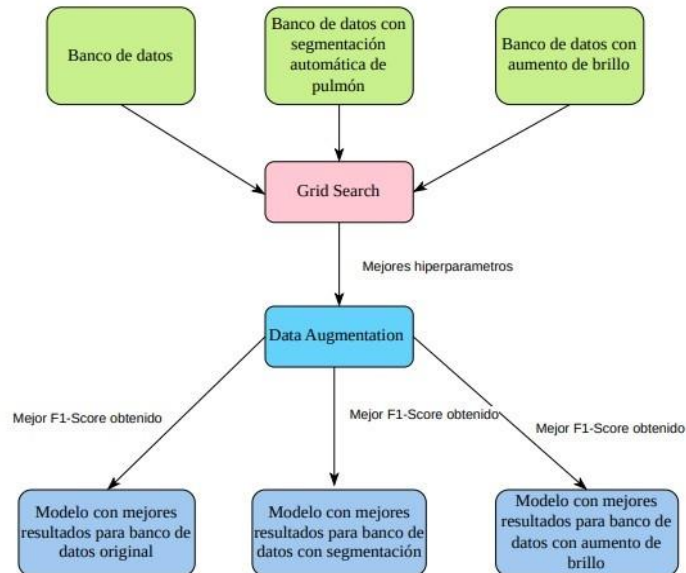 Banco de datos
Banco de datos con
segmentación
automática de
pulmón
Banco de datos con
aumento de brillo
Grid Search
Mejores hiperparametros
Data Augmentation
Mejor F1-Score obtenido
Mejor F1-Score obtenido
Mejor F1-Score obtenido
Modelo con mejores
resultados para banco de
datos original
Modelo con mejores
resultados para banco de
datos con segmentación
Modelo con mejores
resultados para banco de
datos con aumento de
brillo